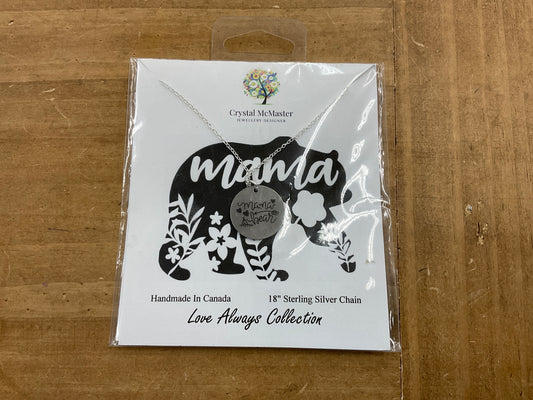 Crystal McMaster
JEWELLERY DESIGNER
mama
mama
bear
Handmade In Canada
18" Sterling Silver Chain
Love Always Collection